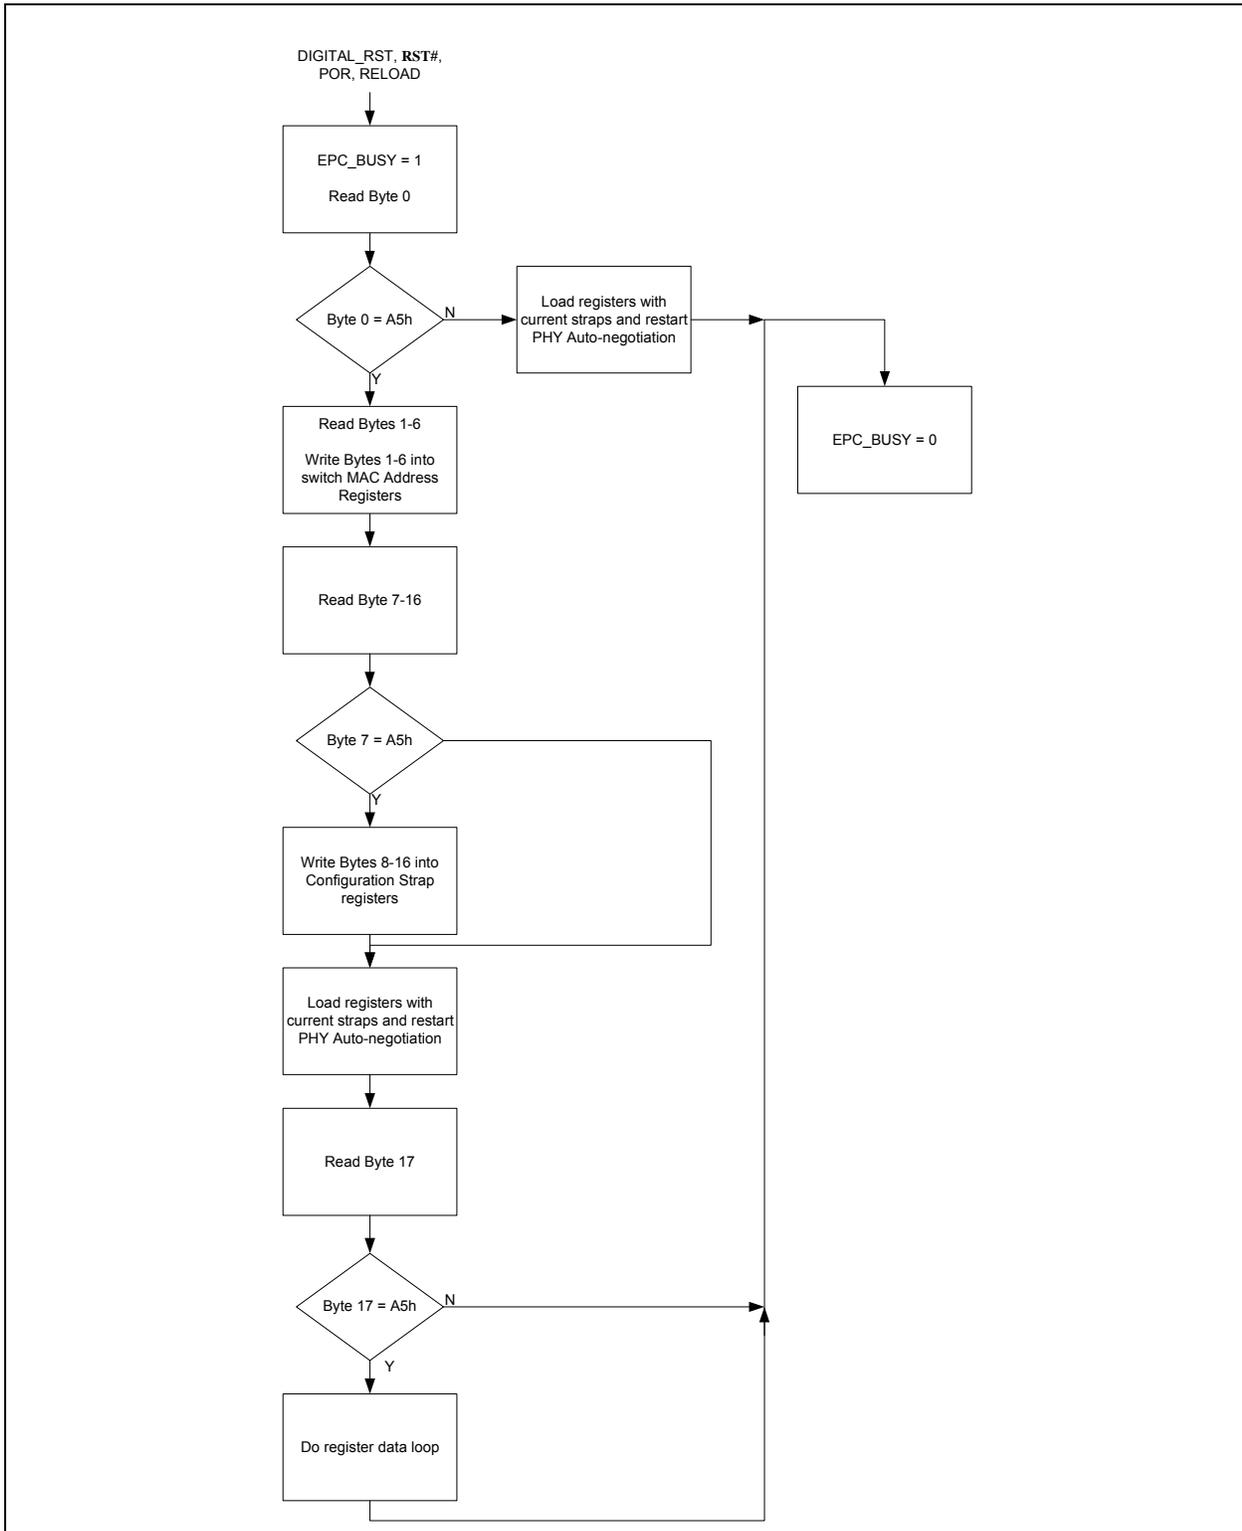 DIGITAL_RST, RST#,
POR, RELOAD
EPC_BUSY = 1
Read Byte 0
Byte 0 = A5h
N
Load registers with
current straps and restart
PHY Auto-negotiation
Y
Read Bytes 1-6
Write Bytes 1-6 into
switch MAC Address
Registers
EPC_BUSY = 0
Read Byte 7-16
Byte 7 = A5h
Y
Write Bytes 8-16 into
Configuration Strap
registers
Load registers with
current straps and restart
PHY Auto-negotiation
Read Byte 17
Byte 17 = A5h
N
Y
Do register data loop